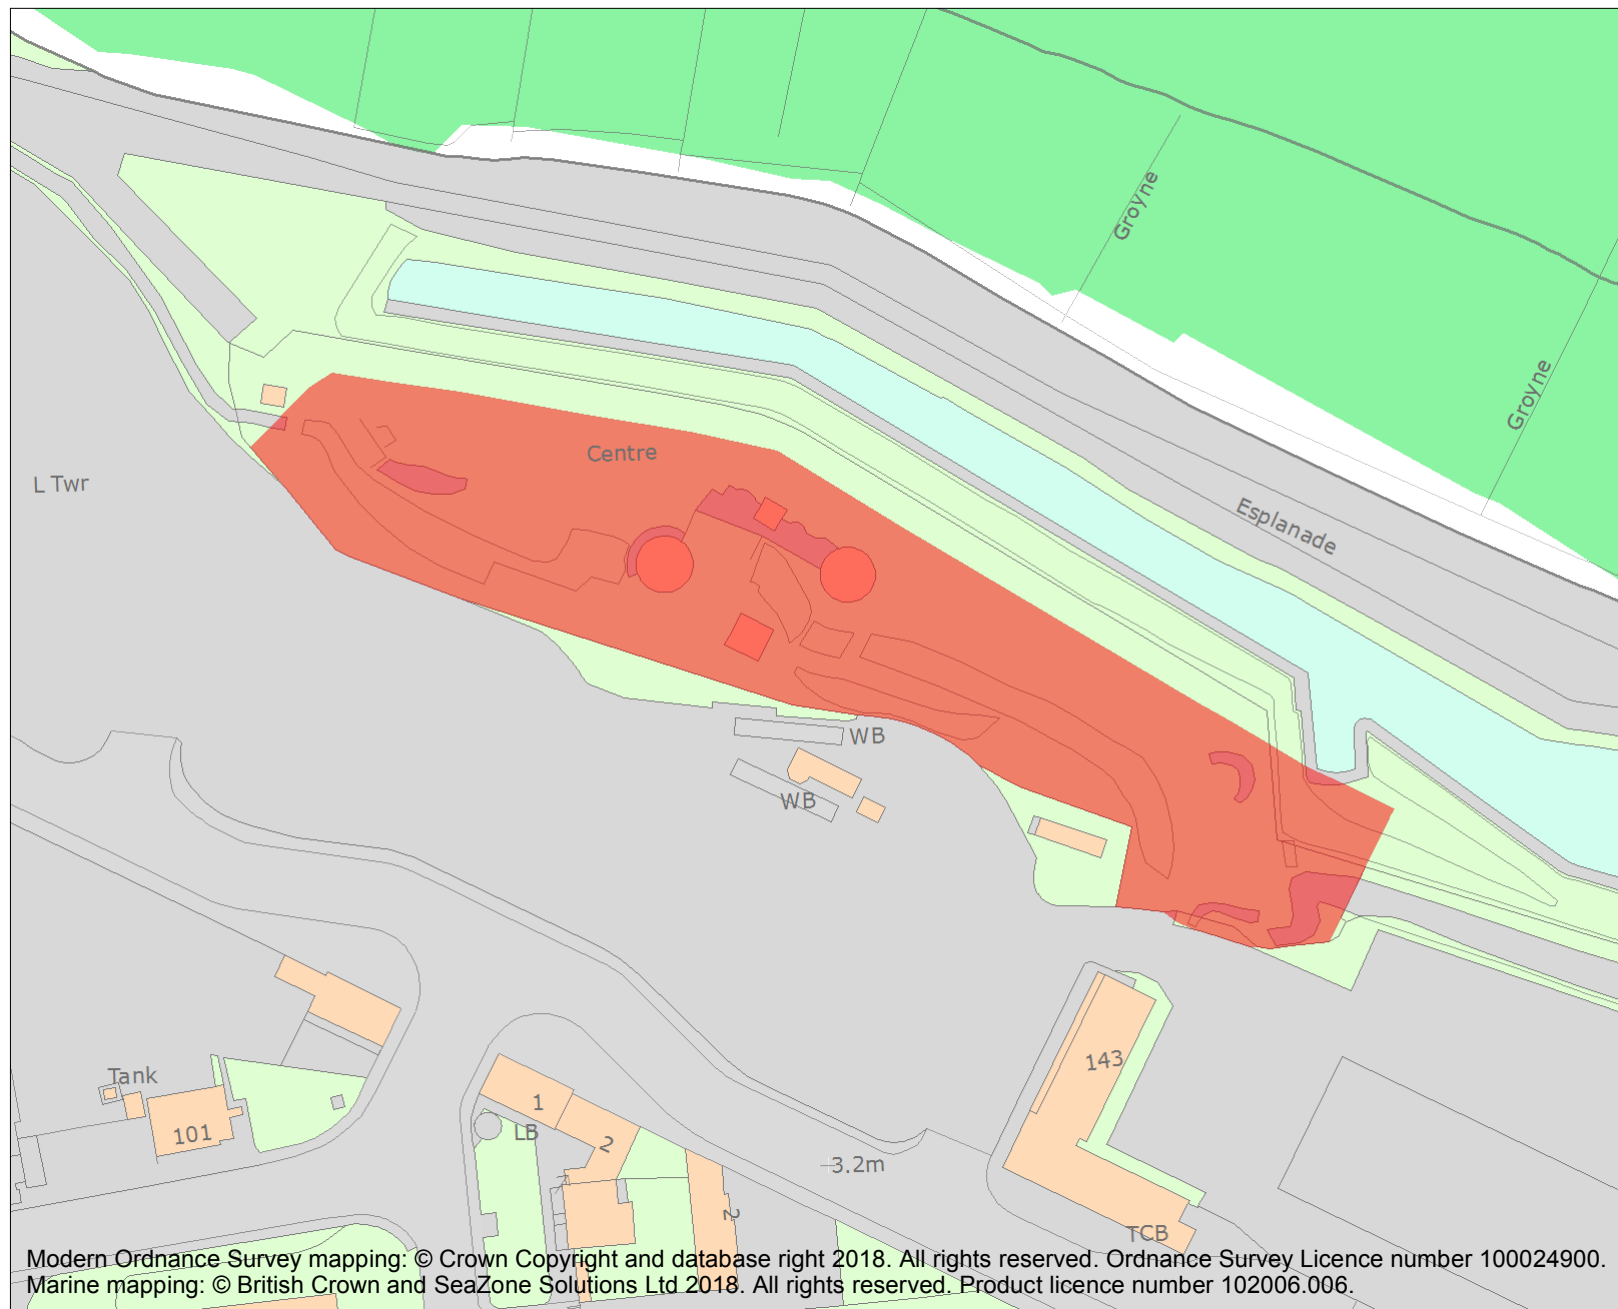 Groyne
Groyne
Centre
L Twr
Esplanade
WB
WB
Tank
101
1
LB
2
2
143
3.2m
TCB
Modern Ordnance Survey mapping: © Crown Copyright and database right 2018. All rights reserved. Ordnance Survey Licence number 100024900.
Marine mapping: © British Crown and SeaZone Solutions Ltd 2018. All rights reserved. Product licence number 102006.006.